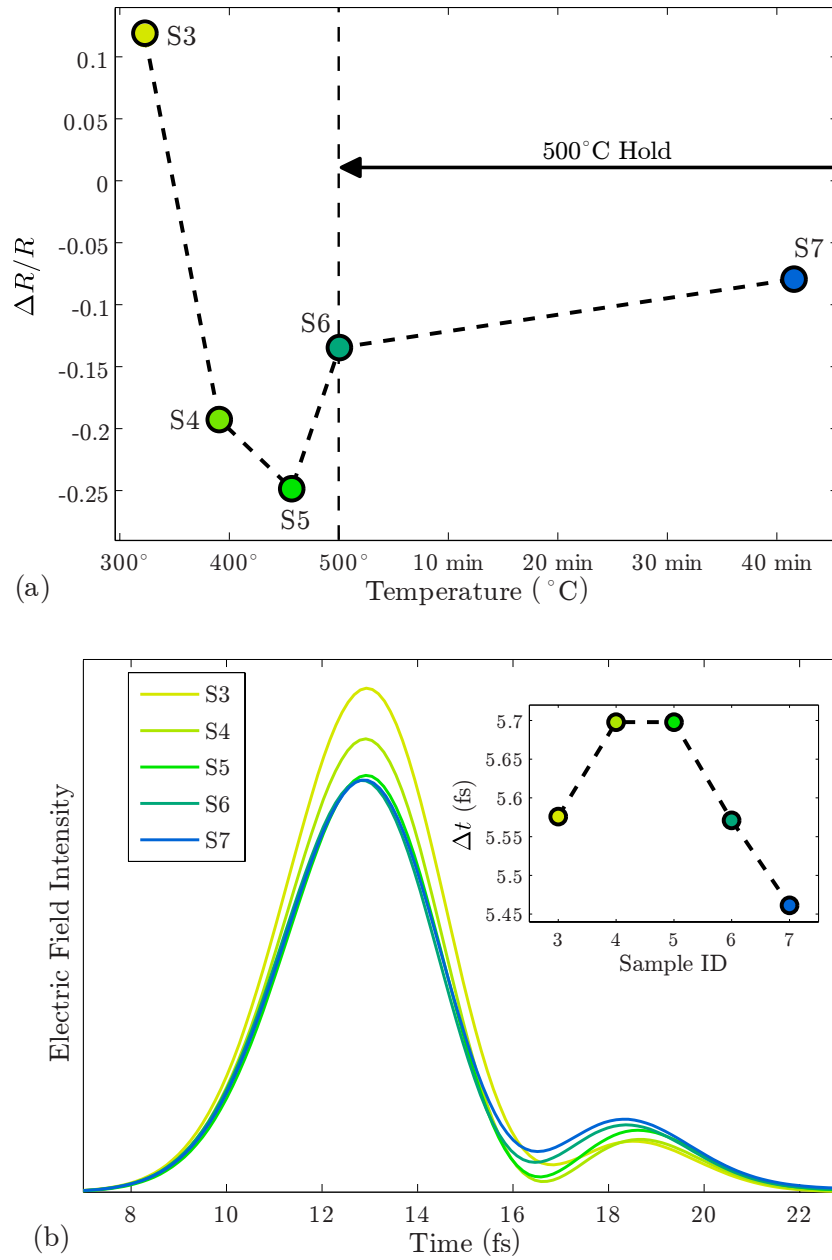 S3
0.1
0.05
500°C Hold
0
-0.05
S7
ΔR/R
-0.1
S6
-0.15
S4
-0.2
-0.25
S5
300° 400° 500° 10 min 20 min 30 min 40 min
(a) Temperature (°C)
S3
S4
S5
S6
S7
5.7
5.65
5.6
5.55
5.5
5.45
Δt (fs)
3 4 5 6 7
Sample ID
Electric Field Intensity
8 10 12 14 16 18 20 22
(b) Time (fs)